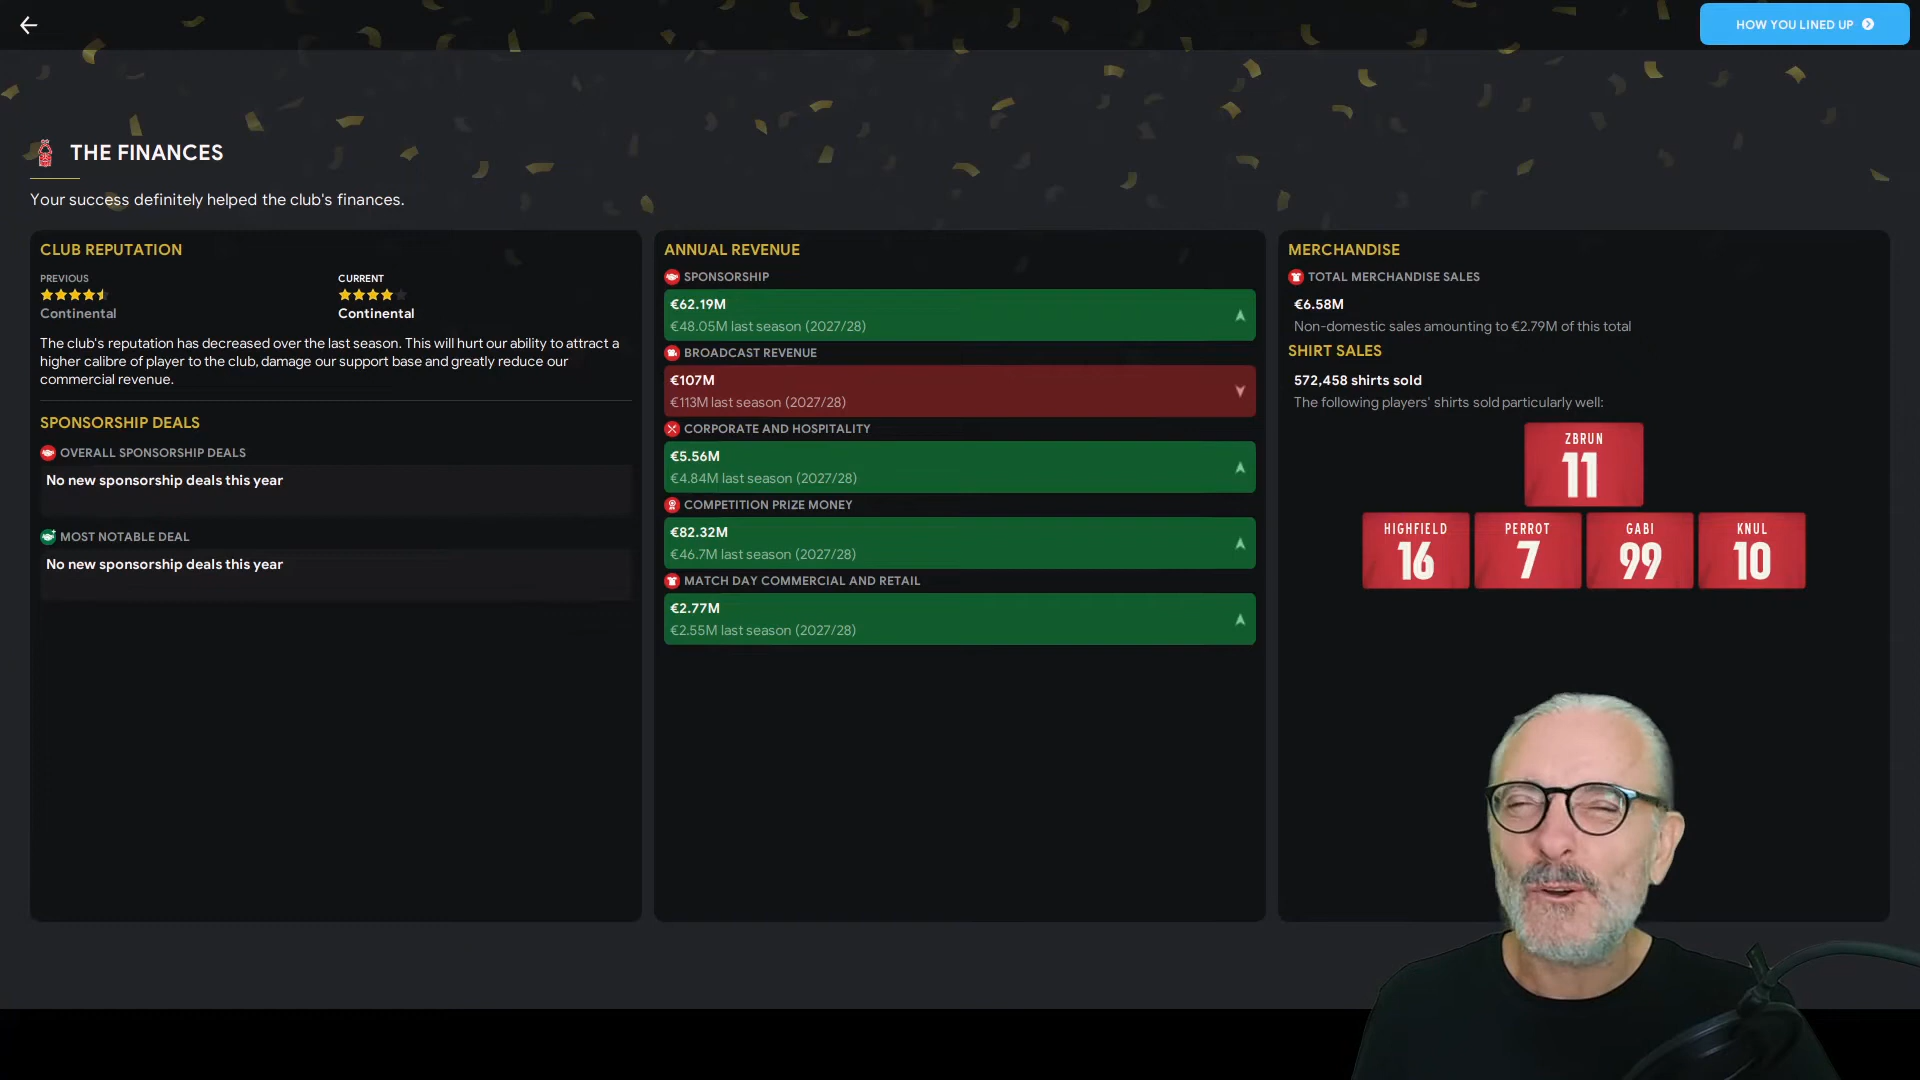 HOW YOU LINED UP
THE FINANCES
Your success definitely helped the club's finances.
CLUB REPUTATION
PREVIOUS
CURRENT
Continental
Continental
The club's reputation has decreased over the last season. This will hurt our ability to attract a
higher calibre of player to the club, damage our support base and greatly reduce our
commercial revenue.
SPONSORSHIP DEALS
OVERALL SPONSORSHIP DEALS
No new sponsorship deals this year
MOST NOTABLE DEAL
No new sponsorship deals this year
ANNUAL REVENUE
SPONSORSHIP
€62.19M
€48.05M last season (2027/28)
BROADCAST REVENUE
€107M
€113M last season (2027/28)
CORPORATE AND HOSPITALITY
€5.56M
€4.84M last season (2027/28)
COMPETITION PRIZE MONEY
€82.32M
€46.7M last season (2027/28)
MATCH DAY COMMERCIAL AND RETAIL
€2.77M
€2.55M last season (2027/28)
MERCHANDISE
TOTAL MERCHANDISE SALES
€6.58M
Non-domestic sales amounting to €2.79M of this total
SHIRT SALES
572,458 shirts sold
The following players' shirts sold particularly well:
ZBRUN
11
HIGHFIELD
16
PERROT
7
GABI
99
KNUL
10